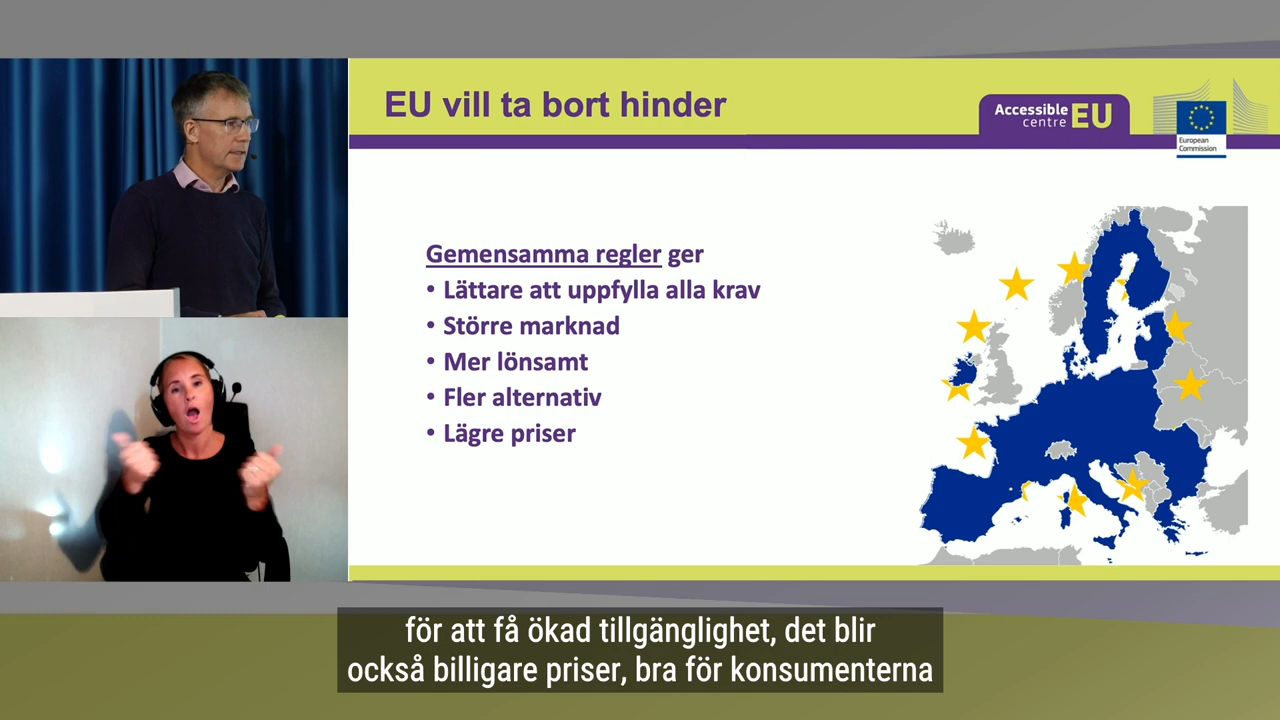 EU vill ta bort hinder
Accessible
centre EU
European
Commission
Gemensamma regler ger
• Lättare att uppfylla alla krav
• Större marknad
• Mer lönsamt
• Fler alternativ
• Lägre priser
för att få ökad tillgänglighet, det blir
också billigare priser, bra för konsumenterna